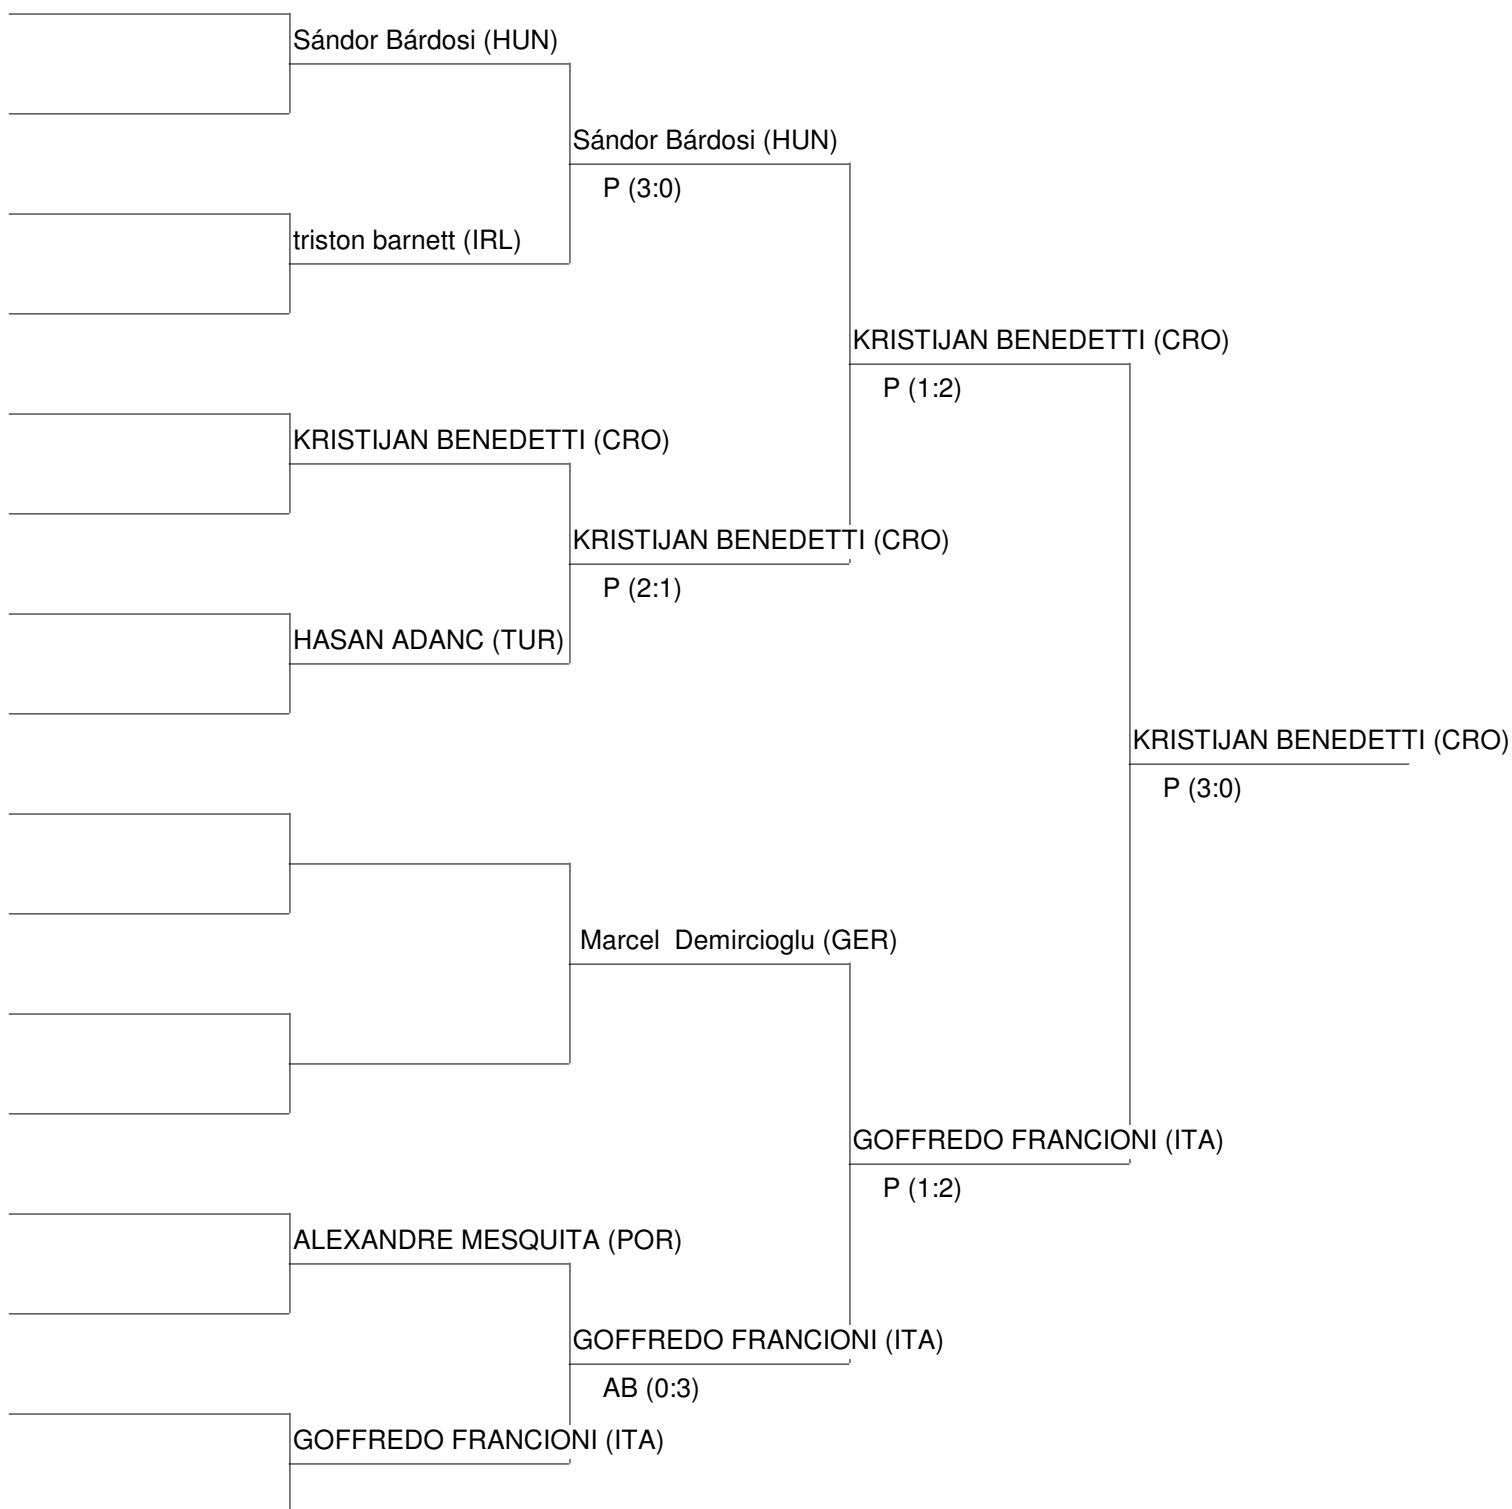 Sándor Bárdosi (HUN)
Sándor Bárdosi (HUN)
P (3:0)
triston barnett (IRL)
KRISTIJAN BENEDETTI (CRO)
P (1:2)
KRISTIJAN BENEDETTI (CRO)
KRISTIJAN BENEDETTI (CRO)
P (2:1)
HASAN ADANC (TUR)
KRISTIJAN BENEDETTI (CRO)
P (3:0)
Marcel  Demircioglu (GER)
GOFFREDO FRANCIONI (ITA)
P (1:2)
ALEXANDRE MESQUITA (POR)
GOFFREDO FRANCIONI (ITA)
AB (0:3)
GOFFREDO FRANCIONI (ITA)